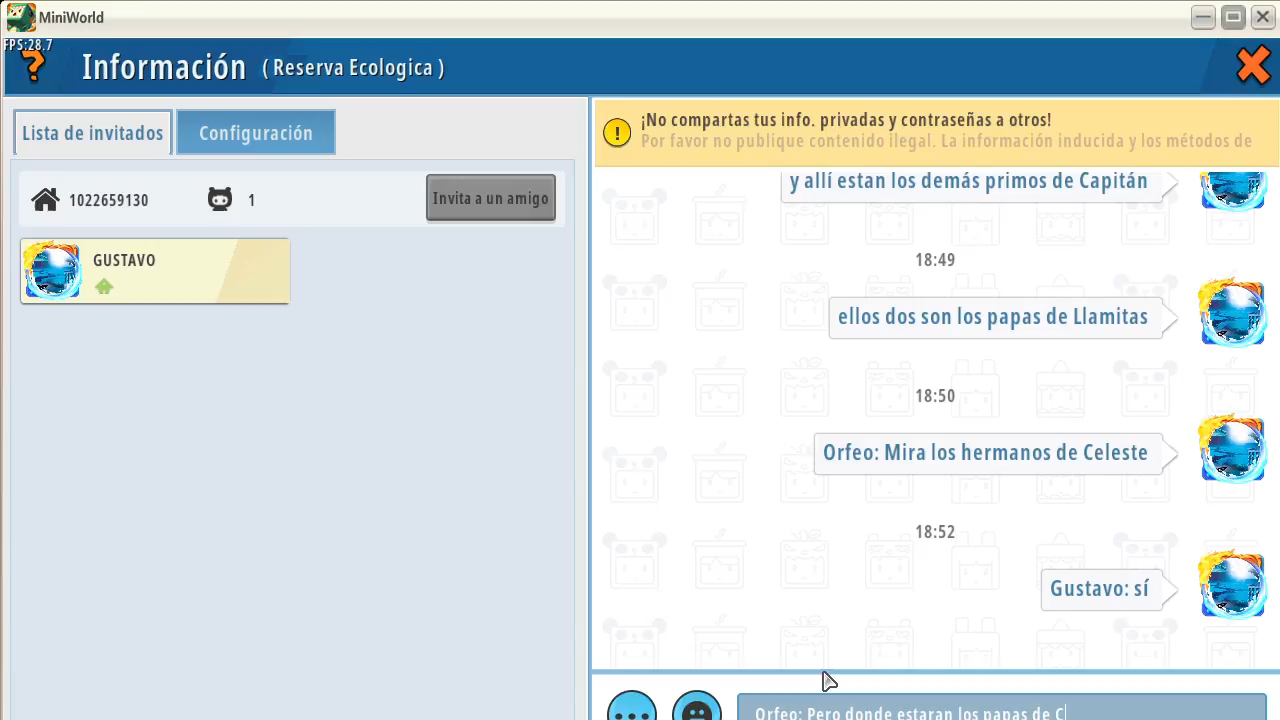 MiniWorld
FPS:28.7
Información ( Reserva Ecologica )
Lista de invitados
Configuración
1022659130
1
Invita a un amigo
GUSTAVO
¡No compartas tus info. privadas y contraseñas a otros!
Por favor no publique contenido ilegal. La información inducida y los métodos de
y allí estan los demás primos de Capitán
18:49
ellos dos son los papas de Llamitas
18:50
Orfeo: Mira los hermanos de Celeste
18:52
Gustavo: sí
Orfeo: Pero donde estaran los papas de C